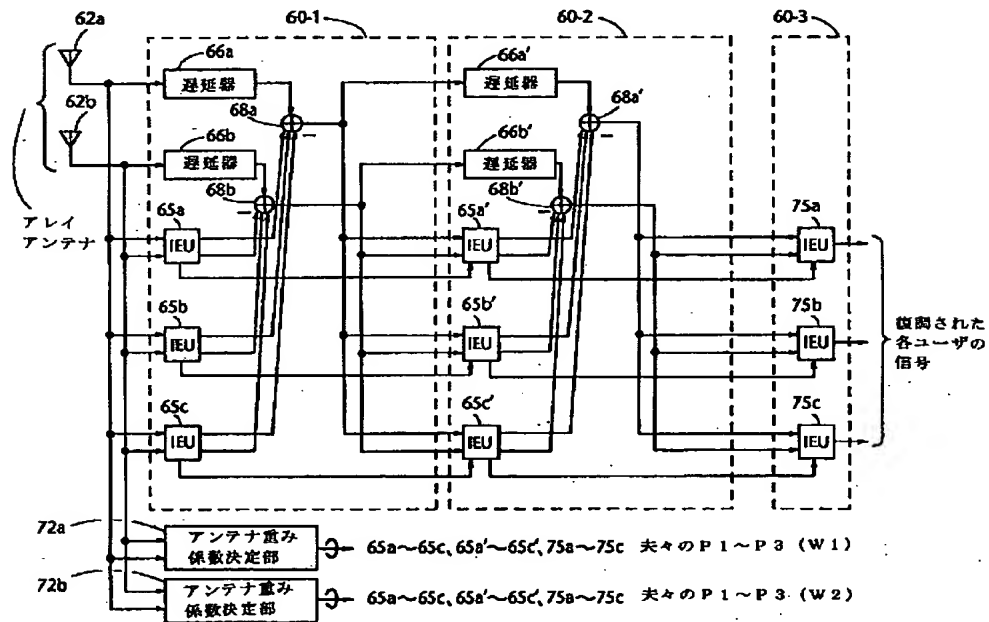 62a
60-1
60-2
60-3
66a
遅延器
66a'
遅延器
62b
68a
−
68a'
−
66b
遅延器
66b'
遅延器
68b
−
68b'
−
アレイ
アンテナ
65a
IEU
65a'
IEU
75a
IEU
65b
IEU
65b'
IEU
75b
IEU
復調された
各ユーザの
信号
65c
IEU
65c'
IEU
75c
IEU
72a
アンテナ重み
係数決定部
65a～65c、65a'～65c'、75a～75c 夫々のP1～P3 (W1)
72b
アンテナ重み
係数決定部
65a～65c、65a'～65c'、75a～75c 夫々のP1～P3 (W2)